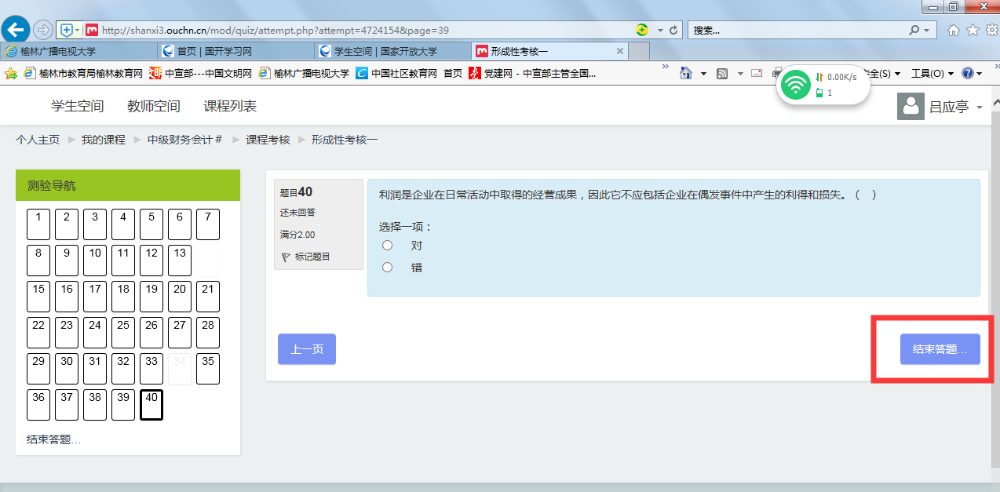 http://shanxi3.ouchn.cn/mod/quiz/attempt.php?attempt=4724154&page=39
搜索...
榆林广播电视大学
首页 | 国开学习网
学生空间 | 国家开放大学
形成性考核一
榆林市教育局榆林教育网
中宣部---中国文明网
榆林广播电视大学
中国社区教育网
首页
党建网 - 中宣部主管全国...
全(S)
工具(O)
0.00K/s
1
学生空间
教师空间
课程列表
吕应亭
个人主页
我的课程
中级财务会计#
课程考核
形成性考核一
测验导航
1 2 3 4 5 6 7
8 9 10 11 12 13
15 16 17 18 19 20 21
22 23 24 25 26 27 28
29 30 31 32 33 34 35
36 37 38 39 40
结束答题...
题目40
还未回答
满分2.00
标记题目
利润是企业在日常活动中取得的经营成果，因此它不应包括企业在偶发事件中产生的利得和损失。（ ）
选择一项：
对
错
上一页
结束答题...